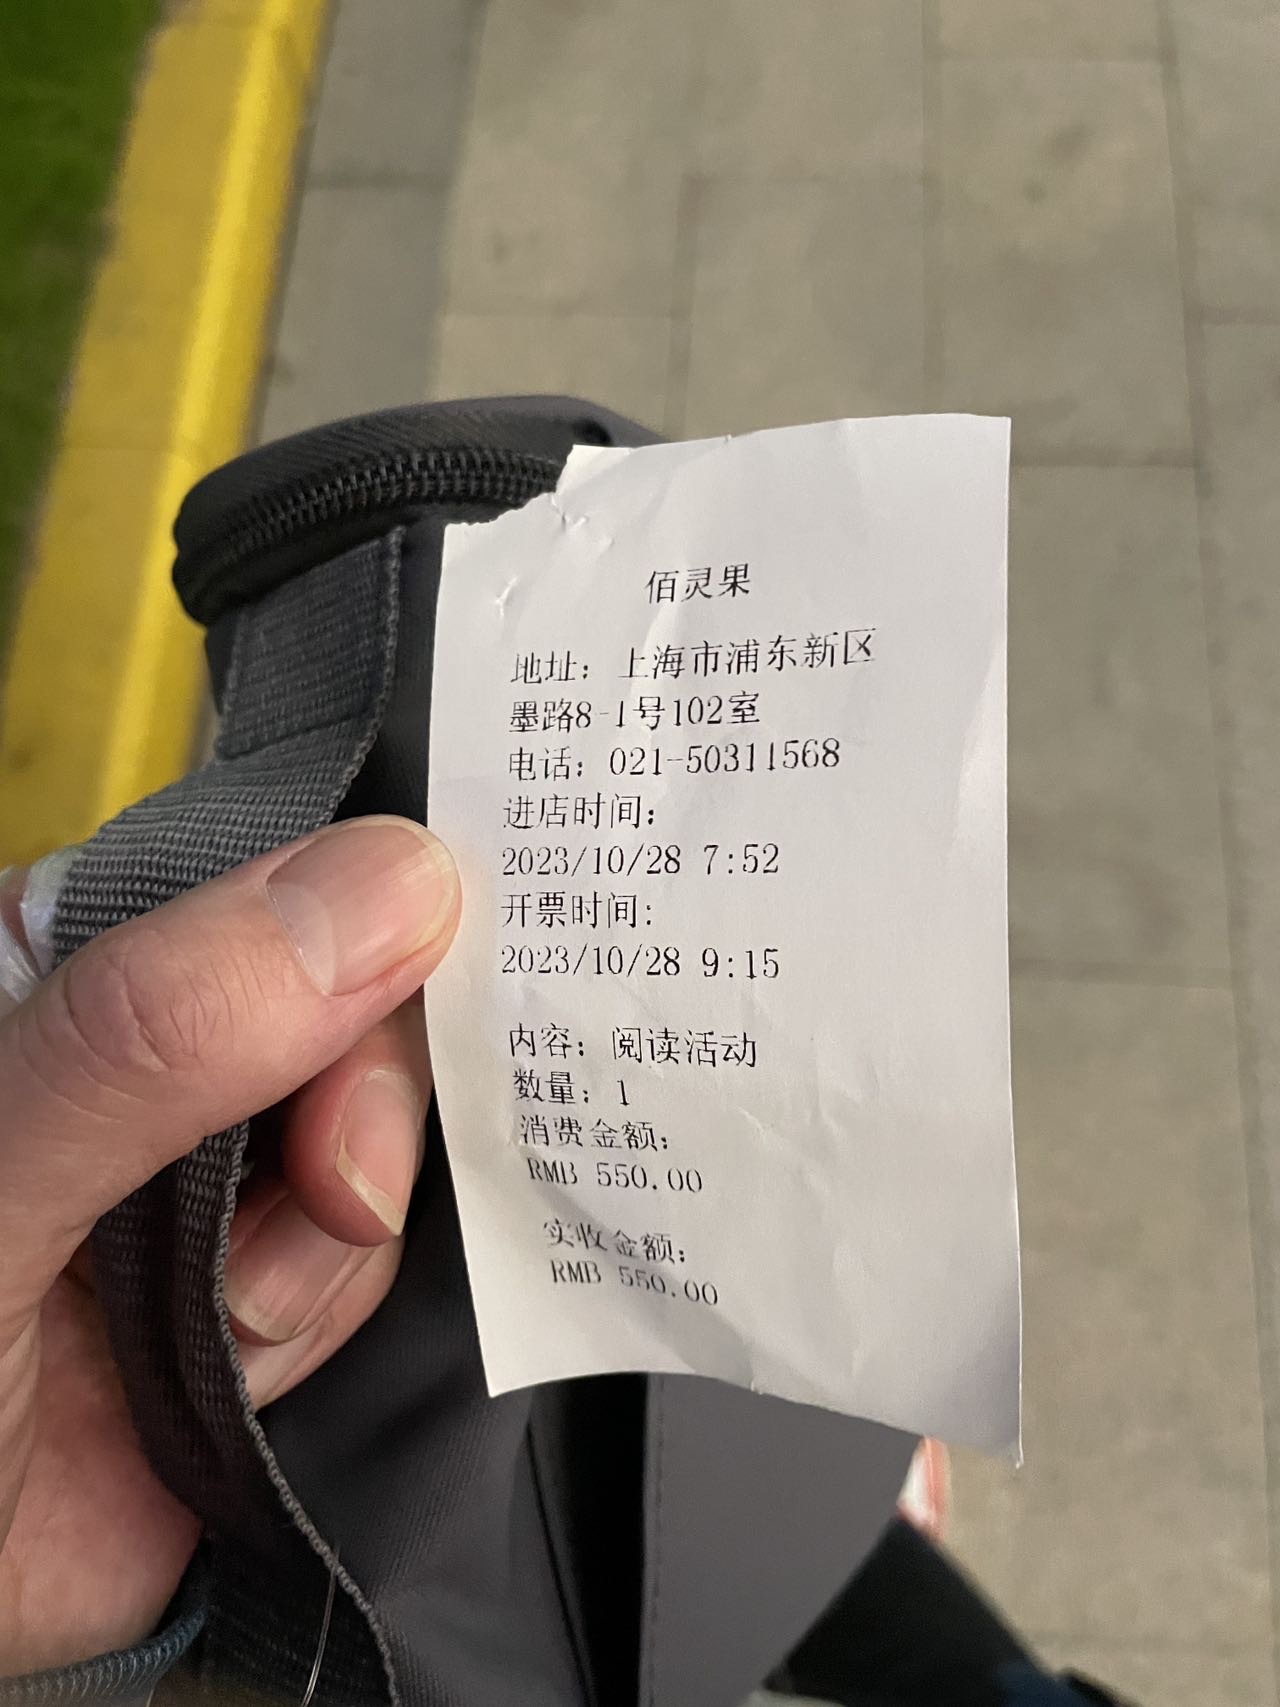 佰灵果
地址：上海市浦东新区
墨路8-1号102室
电话：021-50311568
进店时间：
2023/10/28 7:52
开票时间：
2023/10/28 9:15
内容：阅读活动
数量：1
消费金额：
RMB 550.00
实收金额：
RMB 550.00